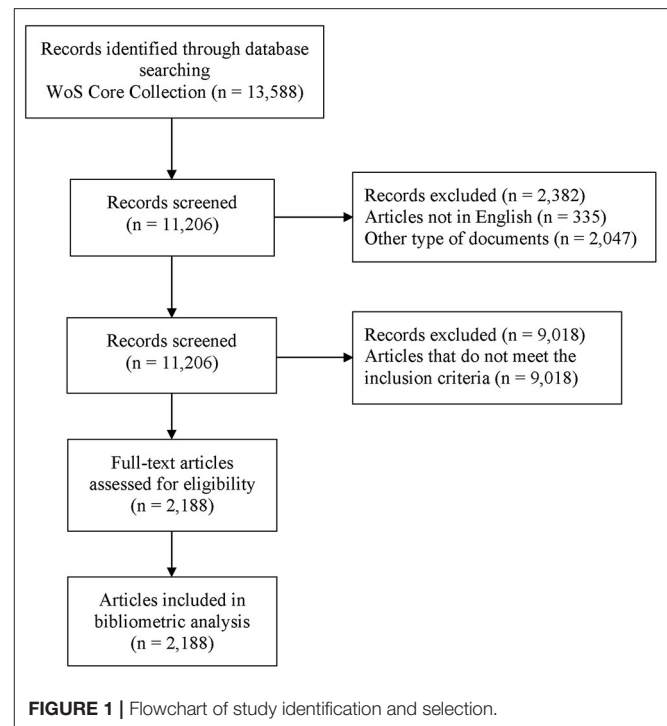 Records identified through database
searching
WoS Core Collection (n = 13,588)
Records screened
(n = 11,206)
Records excluded (n = 2,382)
Articles not in English (n = 335)
Other type of documents (n = 2,047)
Records screened
(n = 11,206)
Records excluded (n = 9,018)
Articles that do not meet the
inclusion criteria (n = 9,018)
Full-text articles
assessed for eligibility
(n = 2,188)
Articles included in
bibliometric analysis
(n = 2,188)
FIGURE 1 | Flowchart of study identification and selection.